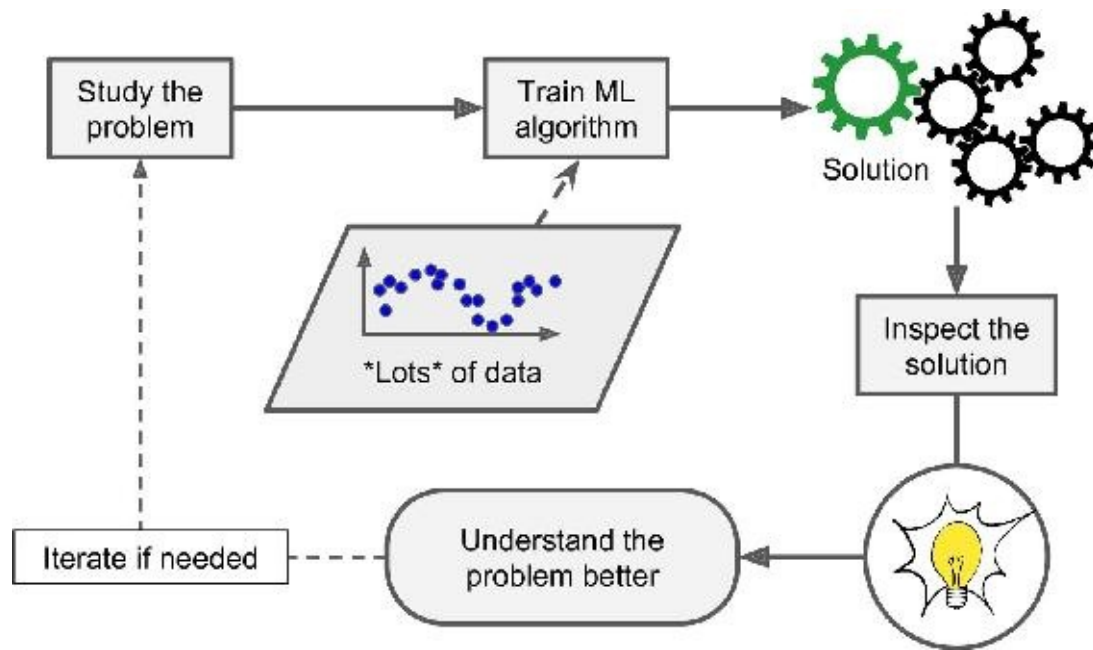 Study the
problem
Train ML
algorithm
Solution
*Lots* of data
Inspect the
solution
Understand the
problem better
Iterate if needed